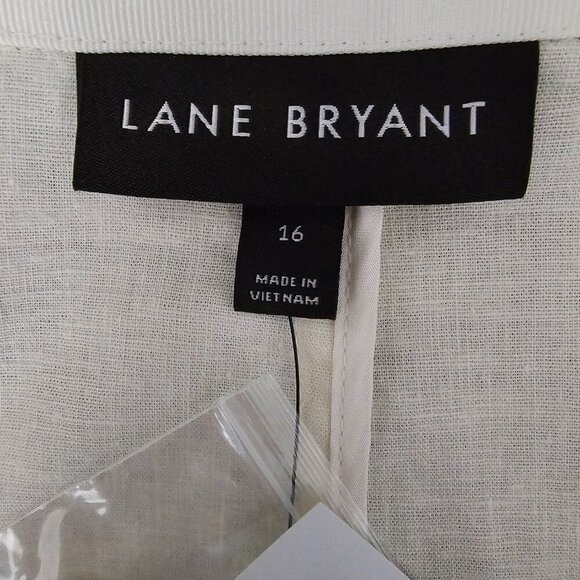 LANE BRYANT
16
MADE IN
VIETNAM